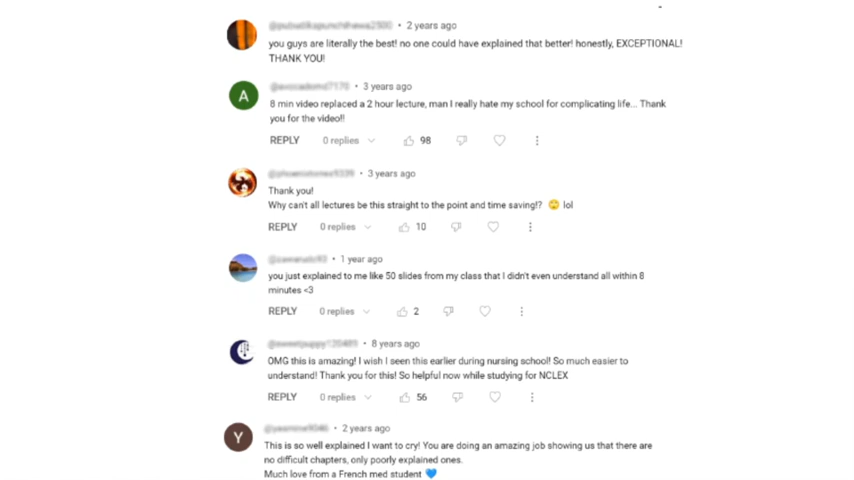 • 2 years ago
you guys are literally the best! no one could have explained that better! honestly, EXCEPTIONAL!
THANK YOU!
A
• 3 years ago
8 min video replaced a 2 hour lecture, man I really hate my school for complicating life... Thank
you for the video!!
REPLY 0 replies 98
• 3 years ago
Thank you!
Why can't all lectures be this straight to the point and time saving!? 🙄 lol
REPLY 0 replies 10
• 1 year ago
you just explained to me like 50 slides from my class that I didn't even understand all within 8
minutes <3
REPLY 0 replies 2
• 8 years ago
OMG this is amazing! I wish I seen this earlier during nursing school! So much easier to
understand! Thank you for this! So helpful now while studying for NCLEX
REPLY 0 replies 56
Y
• 2 years ago
This is so well explained I want to cry! You are doing an amazing job showing us that there are
no difficult chapters, only poorly explained ones.
Much love from a French med student 💙